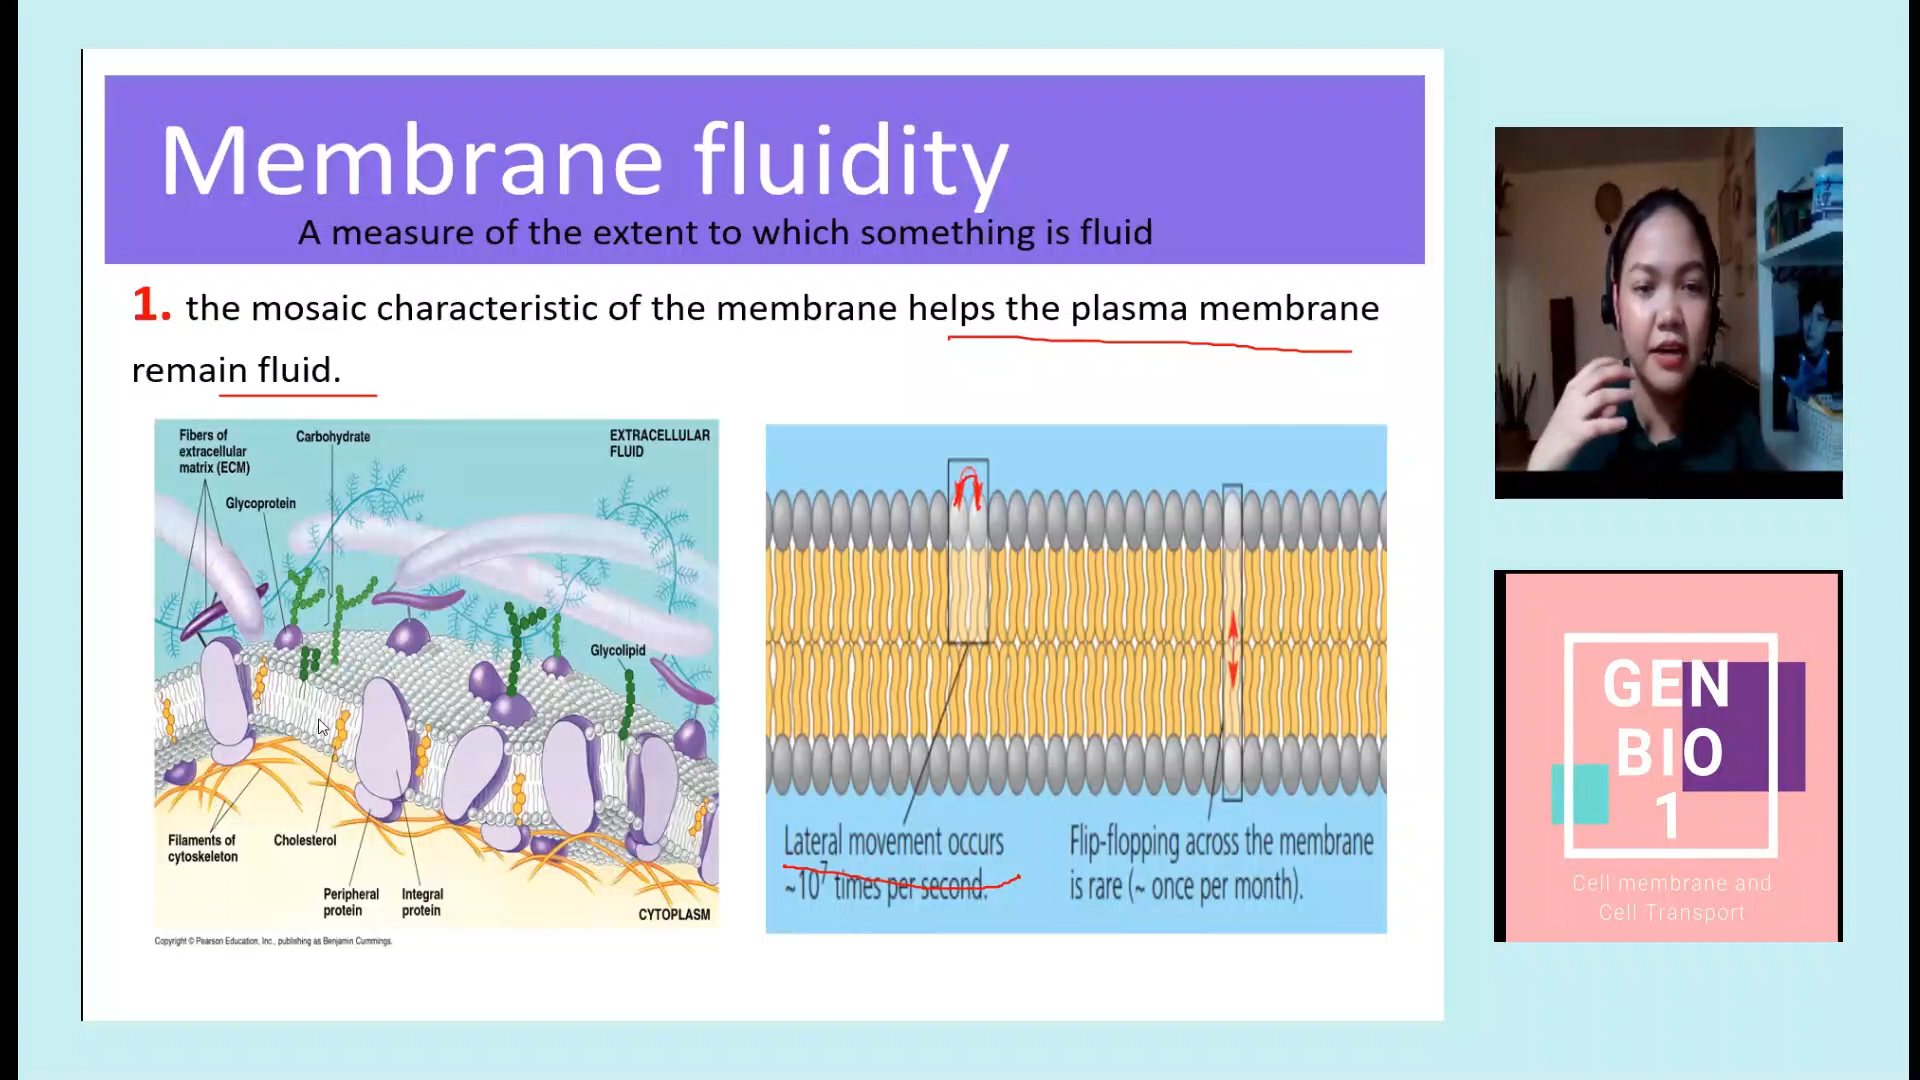 Membrane fluidity
A measure of the extent to which something is fluid
1. the mosaic characteristic of the membrane helps the plasma membrane
remain fluid.
Fibers of
extracellular
matrix (ECM)
Carbohydrate
EXTRACELLULAR
FLUID
Glycoprotein
Glycolipid
Filaments of
cytoskeleton
Cholesterol
Peripheral
protein
Integral
protein
CYTOPLASM
Copyright © Pearson Education, Inc., publishing as Benjamin Cummings.
Lateral movement occurs
~10⁷ times per second.
Flip-flopping across the membrane
is rare (~ once per month).
GEN
BIO
1
Cell membrane and
Cell Transport